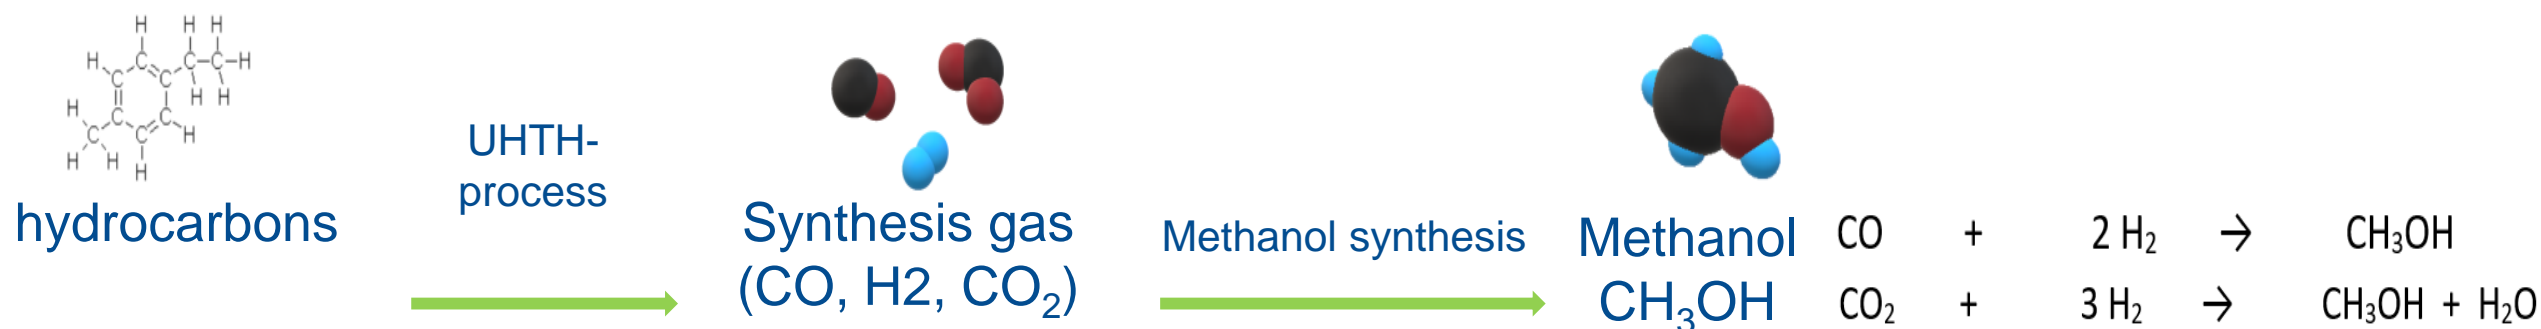 H H H
H C C C H
C C
H H H
C C
H C C H
H H H
UHTH-
process
hydrocarbons
Synthesis gas
(CO, H2, CO₂)
Methanol synthesis
Methanol
CH₃OH
CO + 2 H₂ → CH₃OH
CO₂ + 3 H₂ → CH₃OH + H₂O